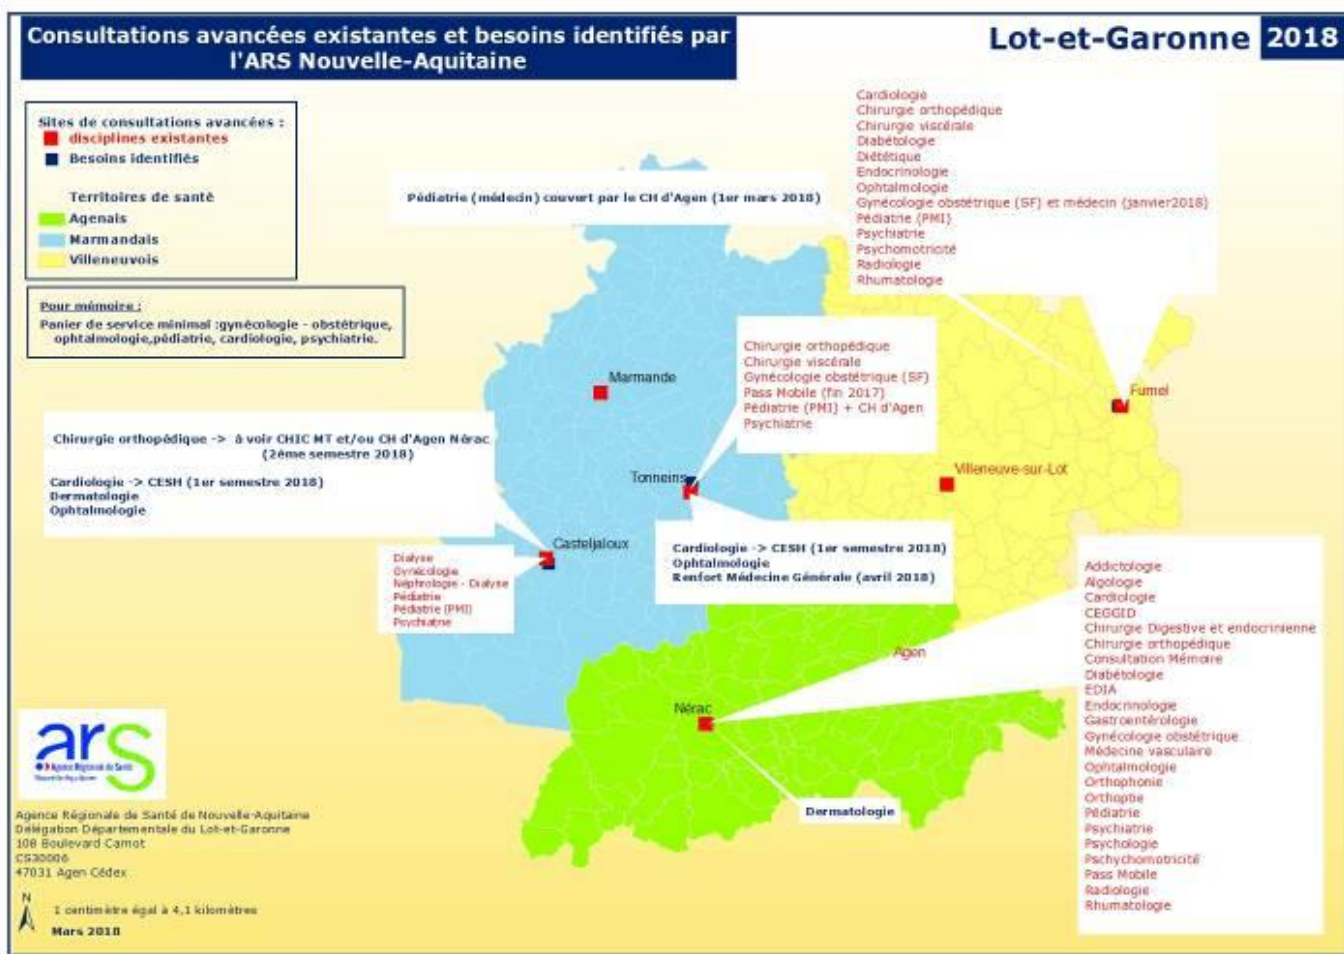 Consultations avancées existantes et besoins identifiés par
l'ARS Nouvelle-Aquitaine
Lot-et-Garonne 2018
Sites de consultations avancées :
disciplines existantes
Besoins identifiés
Territoires de santé
Agenais
Marmandais
Villeneuvois
Pour mémoire :
Panier de service minimal :gynécologie - obstétrique,
ophtalmologie,pédiatrie, cardiologie, psychiatrie.
Pédiatrie (médecin) couvert par le CH d'Agen (1er mars 2018)
Cardiologie
Chirurgie orthopédique
Chirurgie viscérale
Diabétologie
Diététique
Endocrinologie
Ophtalmologie
Gynécologie obstétrique (SF) et médecin (janvier2018)
Pédiatrie (PMI)
Psychiatrie
Psychomotricité
Radiologie
Rhumatologie
Fumel
Marmande
Chirurgie orthopédique
Chirurgie viscérale
Gynécologie obstétrique (SF)
Pass Mobile (fin 2017)
Pédiatrie (PMI) + CH d'Agen
Psychiatrie
Chirurgie orthopédique -> à voir CHIC MT et/ou CH d'Agen Nérac
(2ème semestre 2018)
Cardiologie -> CESH (1er semestre 2018)
Dermatologie
Ophtalmologie
Tonneins
Villeneuve-sur-Lot
Casteljaloux
Dialyse
Gynécologie
Néphrologie - Dialyse
Pédiatrie
Pédiatrie (PMI)
Psychiatrie
Cardiologie -> CESH (1er semestre 2018)
Ophtalmologie
Renfort Médecine Générale (avril 2018)
Agen
Nérac
Dermatologie
Addictologie
Algologie
Cardiologie
CEGGID
Chirurgie Digestive et endocrinienne
Chirurgie orthopédique
Consultation Mémoire
Diabétologie
EDIA
Endocrinologie
Gastroentérologie
Gynécologie obstétrique
Médecine vasculaire
Ophtalmologie
Orthophonie
Orthoptie
Pédiatrie
Psychiatrie
Psychologie
Pschychomotricité
Pass Mobile
Radiologie
Rhumatologie
ars
Agence Régionale de Santé
Nouvelle-Aquitaine
Agence Régionale de Santé de Nouvelle-Aquitaine
Délégation Départementale du Lot-et-Garonne
108 Boulevard Carnot
CS30006
47031 Agen Cédex
N
1 centimètre égal à 4,1 kilomètres
Mars 2018